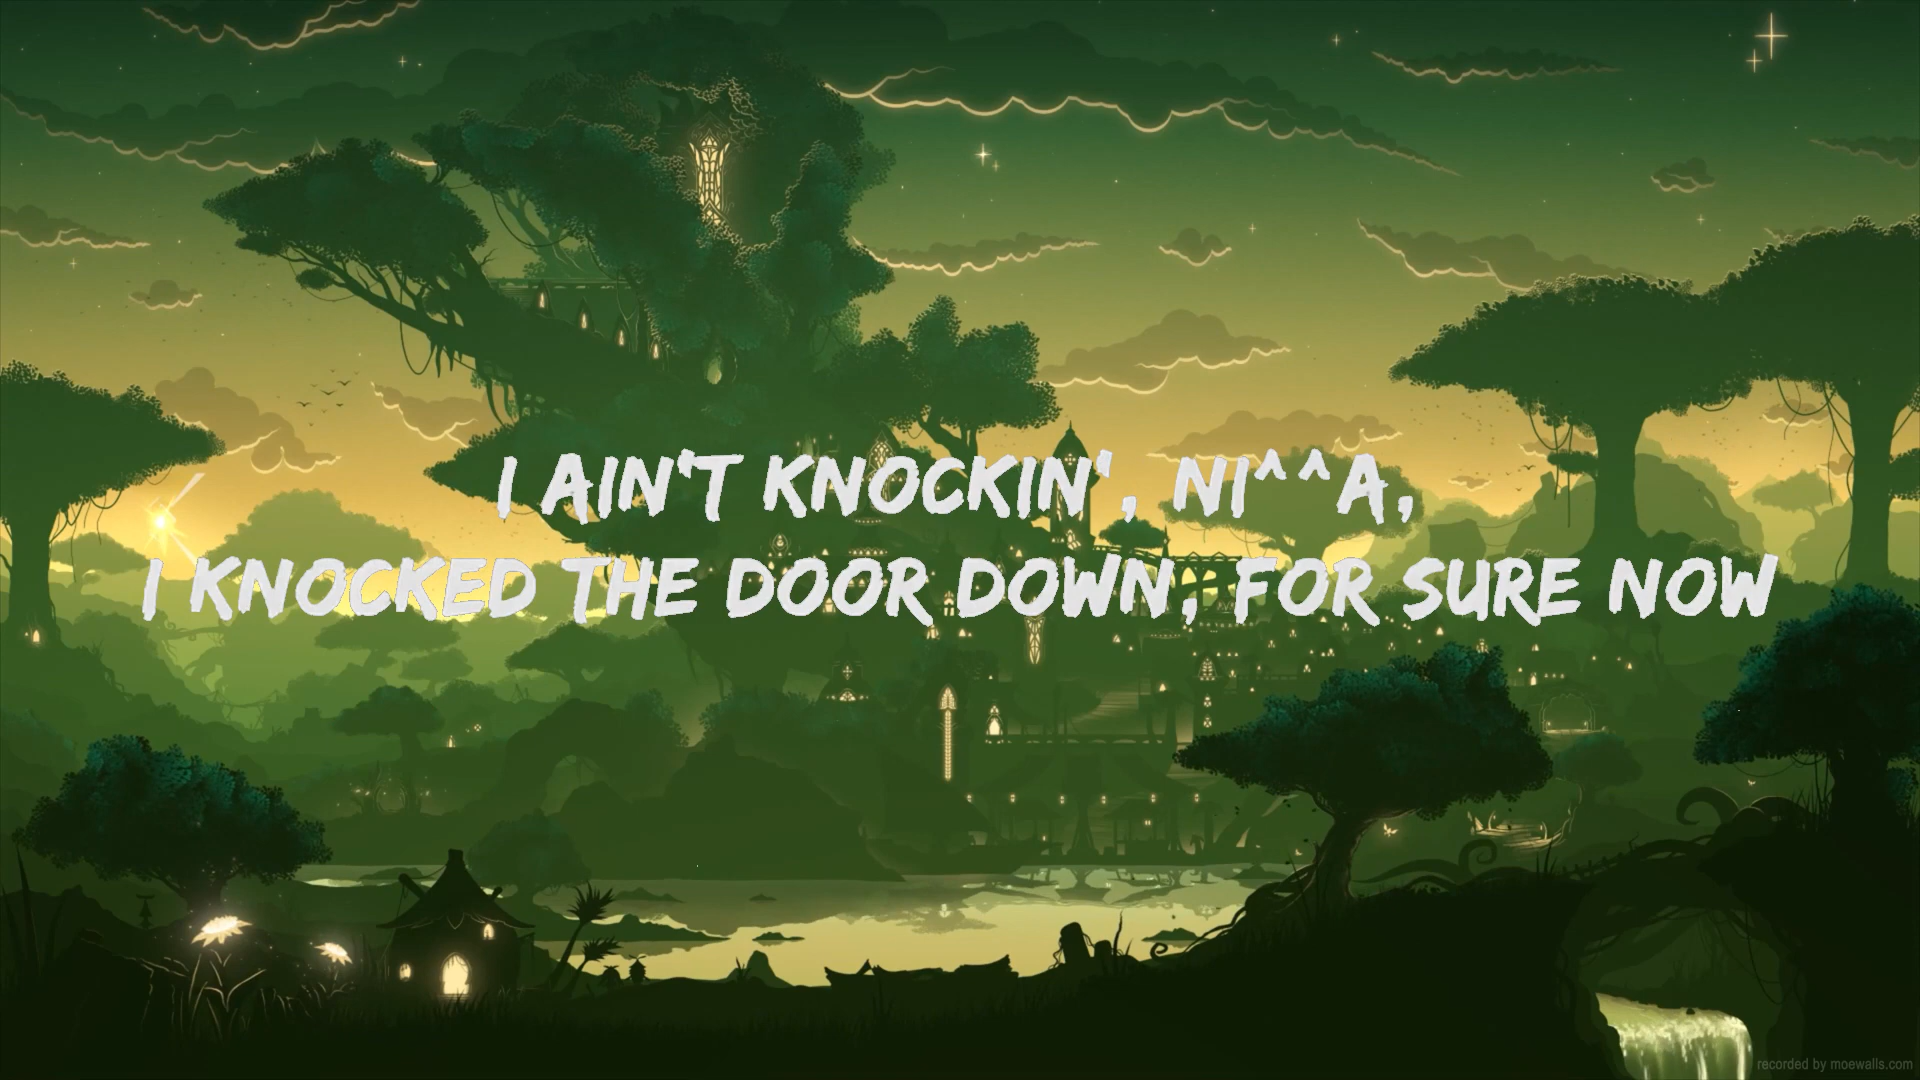 I AIN'T KNOCKIN', NI^^A,
I KNOCKED THE DOOR DOWN, FOR SURE NOW
recorded by moewalls.com